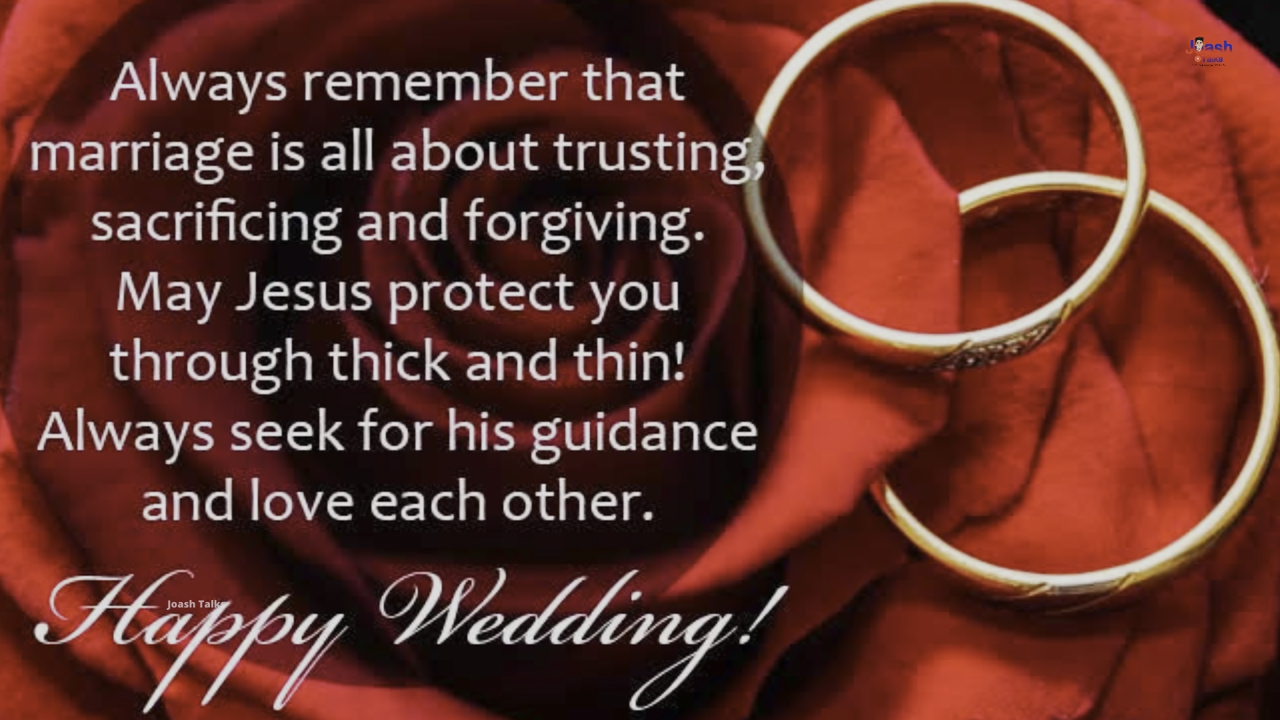 Always remember that
marriage is all about trusting,
sacrificing and forgiving.
May Jesus protect you
through thick and thin!
Always seek for his guidance
and love each other.
Happy Wedding!
Joash Talks
Joash